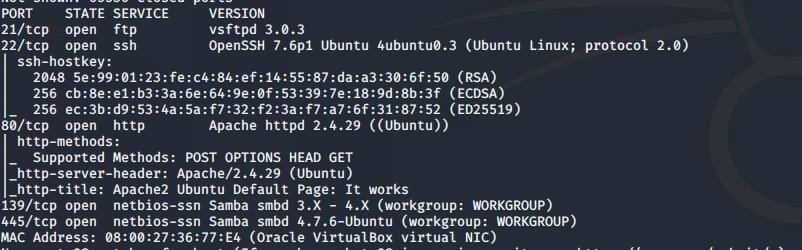 PORT    STATE SERVICE     VERSION
21/tcp  open  ftp         vsftpd 3.0.3
22/tcp  open  ssh         OpenSSH 7.6p1 Ubuntu 4ubuntu0.3 (Ubuntu Linux; protocol 2.0)
| ssh-hostkey:
|   2048 5e:99:01:23:fe:c4:84:ef:14:55:87:da:a3:30:6f:50 (RSA)
|   256 cb:8e:e1:b3:3a:6e:64:9e:0f:53:39:7e:18:9d:8b:3f (ECDSA)
|_  256 ec:3b:d9:53:4a:5a:f7:32:f2:3a:f7:a7:6f:31:87:52 (ED25519)
80/tcp  open  http        Apache httpd 2.4.29 ((Ubuntu))
| http-methods:
|_  Supported Methods: POST OPTIONS HEAD GET
|_http-server-header: Apache/2.4.29 (Ubuntu)
|_http-title: Apache2 Ubuntu Default Page: It works
139/tcp open  netbios-ssn Samba smbd 3.X - 4.X (workgroup: WORKGROUP)
445/tcp open  netbios-ssn Samba smbd 4.7.6-Ubuntu (workgroup: WORKGROUP)
MAC Address: 08:00:27:36:77:E4 (Oracle VirtualBox virtual NIC)